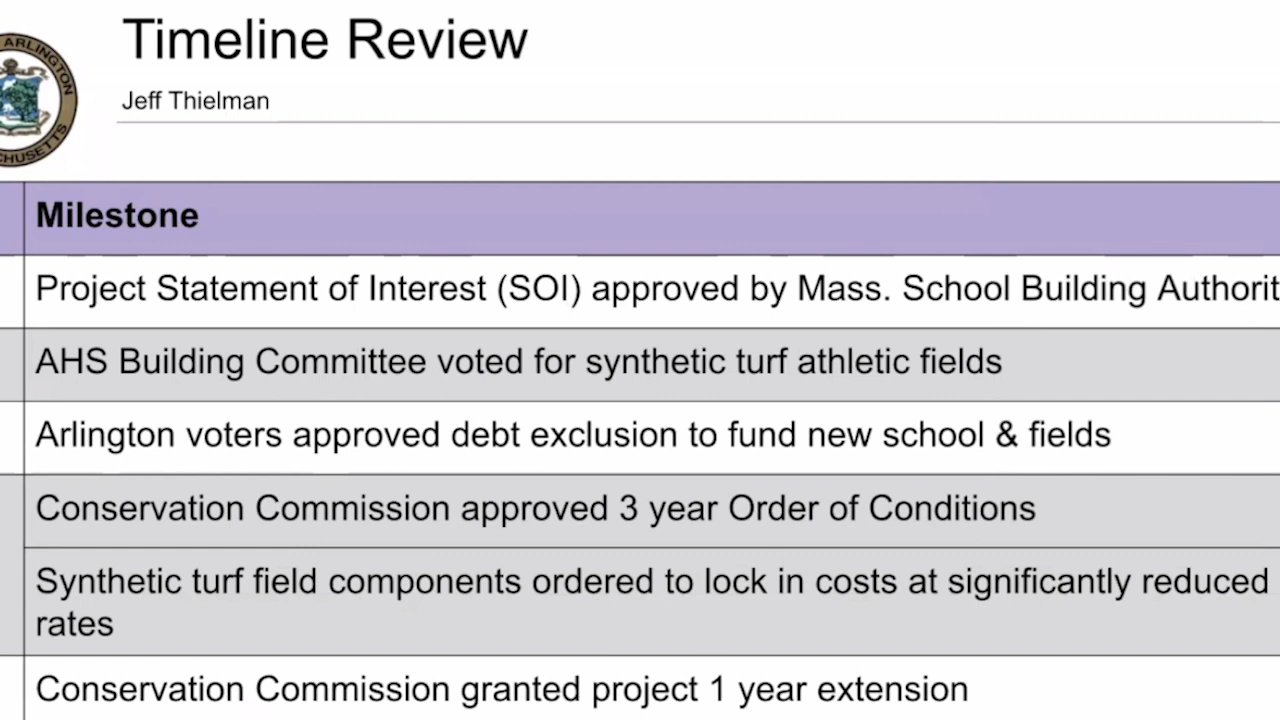 ARLINGTON
Timeline Review
Jeff Thielman
Milestone
Project Statement of Interest (SOI) approved by Mass. School Building
AHS Building Committee voted for synthetic turf athletic fields
Arlington voters approved debt exclusion to fund new school & fields
Conservation Commission approved 3 year Order of Conditions
Synthetic turf field components ordered to lock in costs at significantly reduced
rates
Conservation Commission granted project 1 year extension